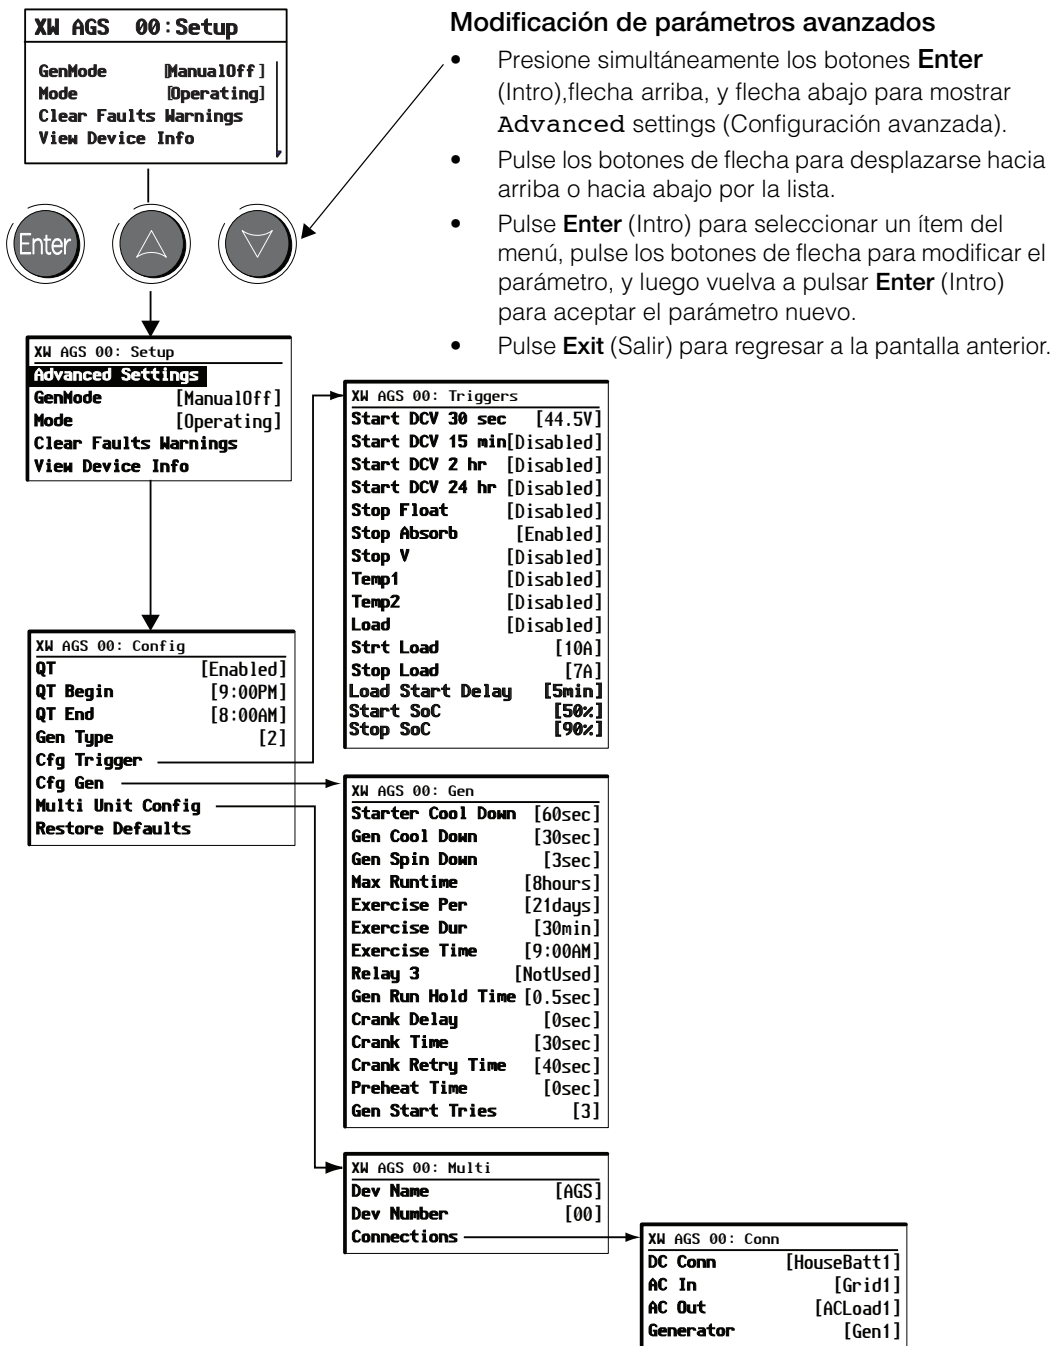 XW AGS 00:Setup
GenMode [ManualOff]
Mode [Operating]
Clear Faults Warnings
View Device Info
Enter
Modificación de parámetros avanzados
• Presione simultáneamente los botones Enter
(Intro),flecha arriba, y flecha abajo para mostrar
Advanced settings (Configuración avanzada).
• Pulse los botones de flecha para desplazarse hacia
arriba o hacia abajo por la lista.
• Pulse Enter (Intro) para seleccionar un ítem del
menú, pulse los botones de flecha para modificar el
parámetro, y luego vuelva a pulsar Enter (Intro)
para aceptar el parámetro nuevo.
• Pulse Exit (Salir) para regresar a la pantalla anterior.
XW AGS 00: Setup
Advanced Settings
GenMode [ManualOff]
Mode [Operating]
Clear Faults Warnings
View Device Info
XW AGS 00: Config
QT [Enabled]
QT Begin [9:00PM]
QT End [8:00AM]
Gen Type [2]
Cfg Trigger
Cfg Gen
Multi Unit Config
Restore Defaults
XW AGS 00: Triggers
Start DCV 30 sec [44.5V]
Start DCV 15 min[Disabled]
Start DCV 2 hr [Disabled]
Start DCV 24 hr [Disabled]
Stop Float [Disabled]
Stop Absorb [Enabled]
Stop V [Disabled]
Temp1 [Disabled]
Temp2 [Disabled]
Load [Disabled]
Strt Load [10A]
Stop Load [7A]
Load Start Delay [5min]
Start SoC [50%]
Stop SoC [90%]
XW AGS 00: Gen
Starter Cool Down [60sec]
Gen Cool Down [30sec]
Gen Spin Down [3sec]
Max Runtime [8hours]
Exercise Per [21days]
Exercise Dur [30min]
Exercise Time [9:00AM]
Relay 3 [NotUsed]
Gen Run Hold Time [0.5sec]
Crank Delay [0sec]
Crank Time [30sec]
Crank Retry Time [40sec]
Preheat Time [0sec]
Gen Start Tries [3]
XW AGS 00: Multi
Dev Name [AGS]
Dev Number [00]
Connections
XW AGS 00: Conn
DC Conn [HouseBatt1]
AC In [Grid1]
AC Out [ACLoad1]
Generator [Gen1]